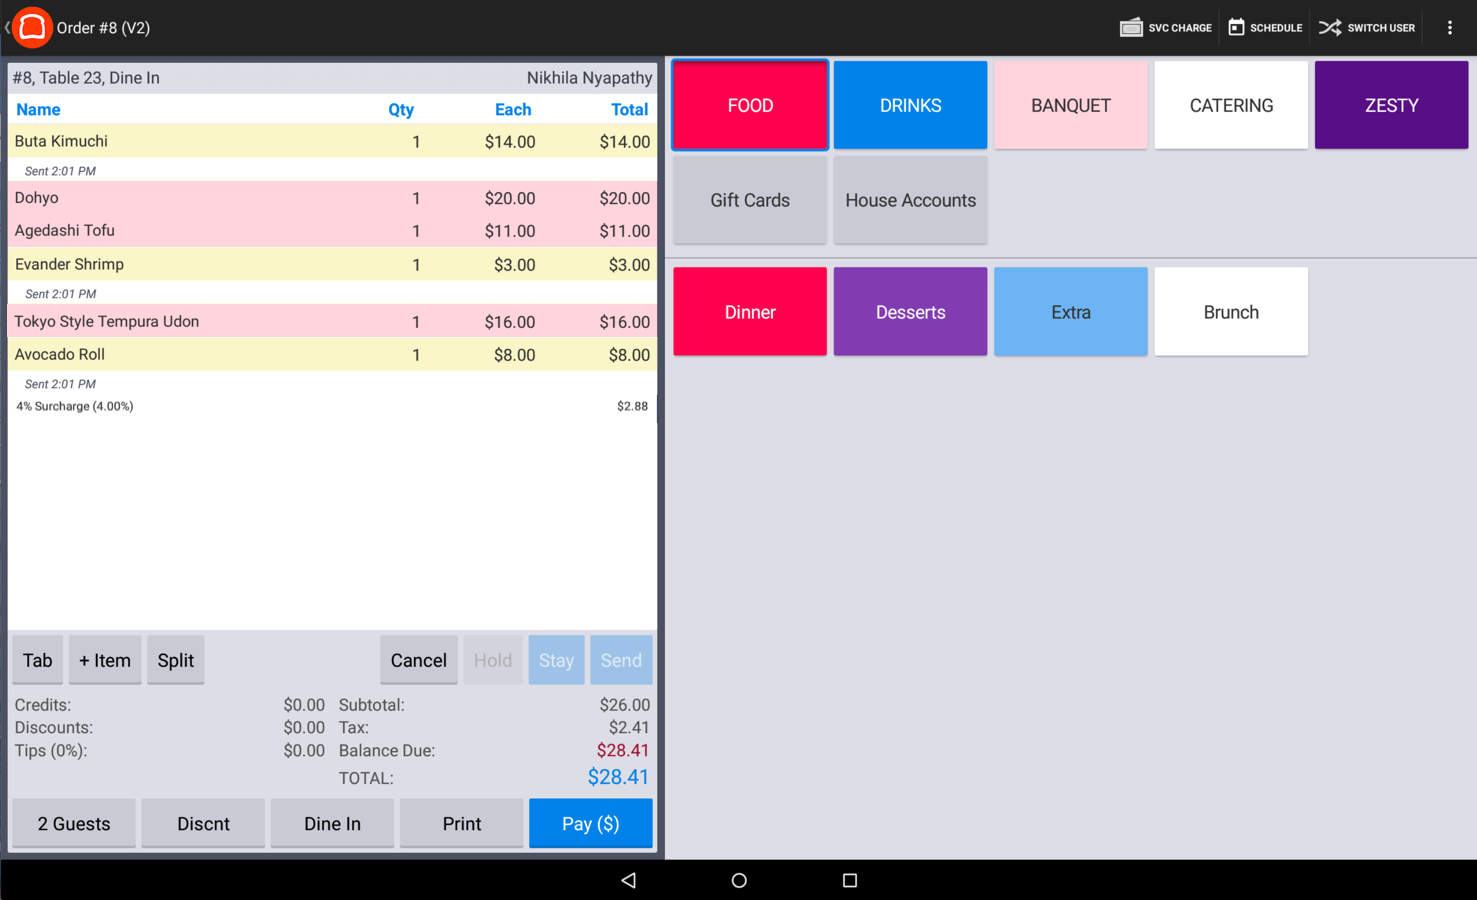 Order #8 (V2)
SVC CHARGE
SCHEDULE
SWITCH USER
#8, Table 23, Dine In Nikhila Nyapathy
Name Qty Each Total
Buta Kimuchi 1 $14.00 $14.00
Sent 2:01 PM
Dohyo 1 $20.00 $20.00
Agedashi Tofu 1 $11.00 $11.00
Evander Shrimp 1 $3.00 $3.00
Sent 2:01 PM
Tokyo Style Tempura Udon 1 $16.00 $16.00
Avocado Roll 1 $8.00 $8.00
Sent 2:01 PM
4% Surcharge (4.00%) $2.88
Tab + Item Split Cancel Hold Stay Send
Credits: $0.00 Subtotal: $26.00
Discounts: $0.00 Tax: $2.41
Tips (0%): $0.00 Balance Due: $28.41
TOTAL: $28.41
2 Guests Discnt Dine In Print Pay ($)
FOOD DRINKS BANQUET CATERING ZESTY
Gift Cards House Accounts
Dinner Desserts Extra Brunch